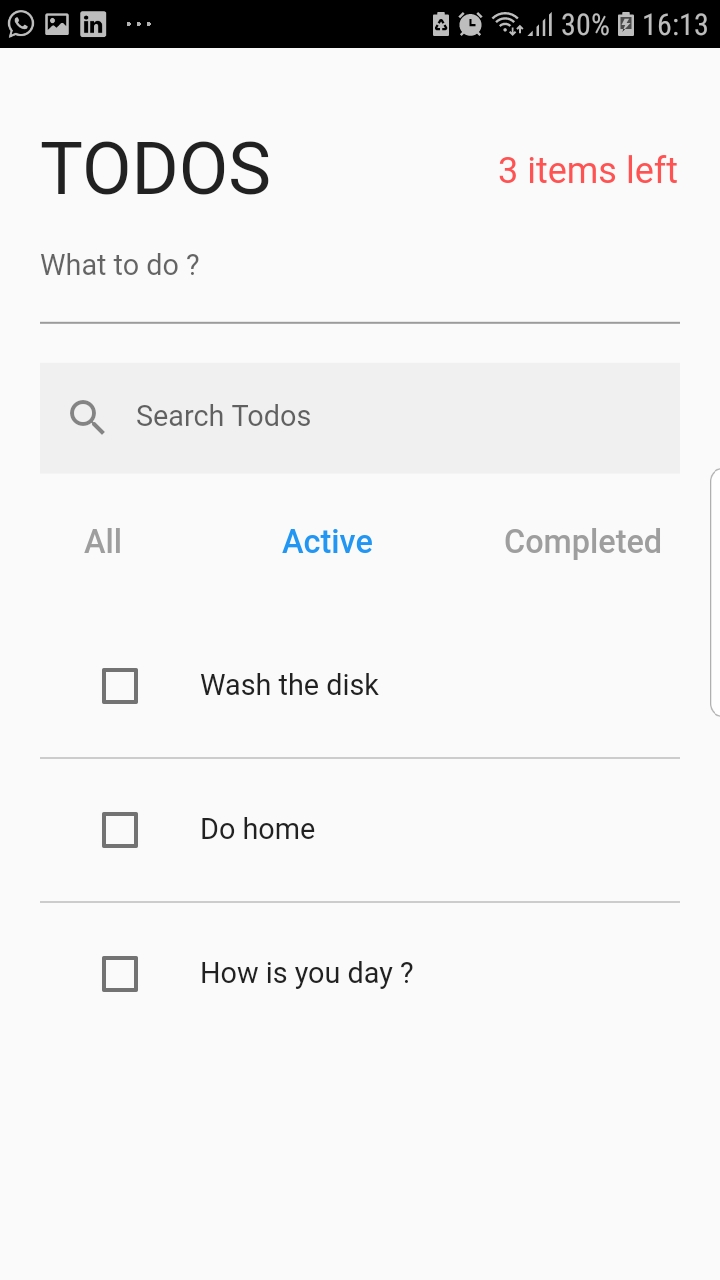 30% 16:13
TODOS
3 items left
What to do ?
Search Todos
All Active Completed
Wash the disk
Do home
How is you day ?